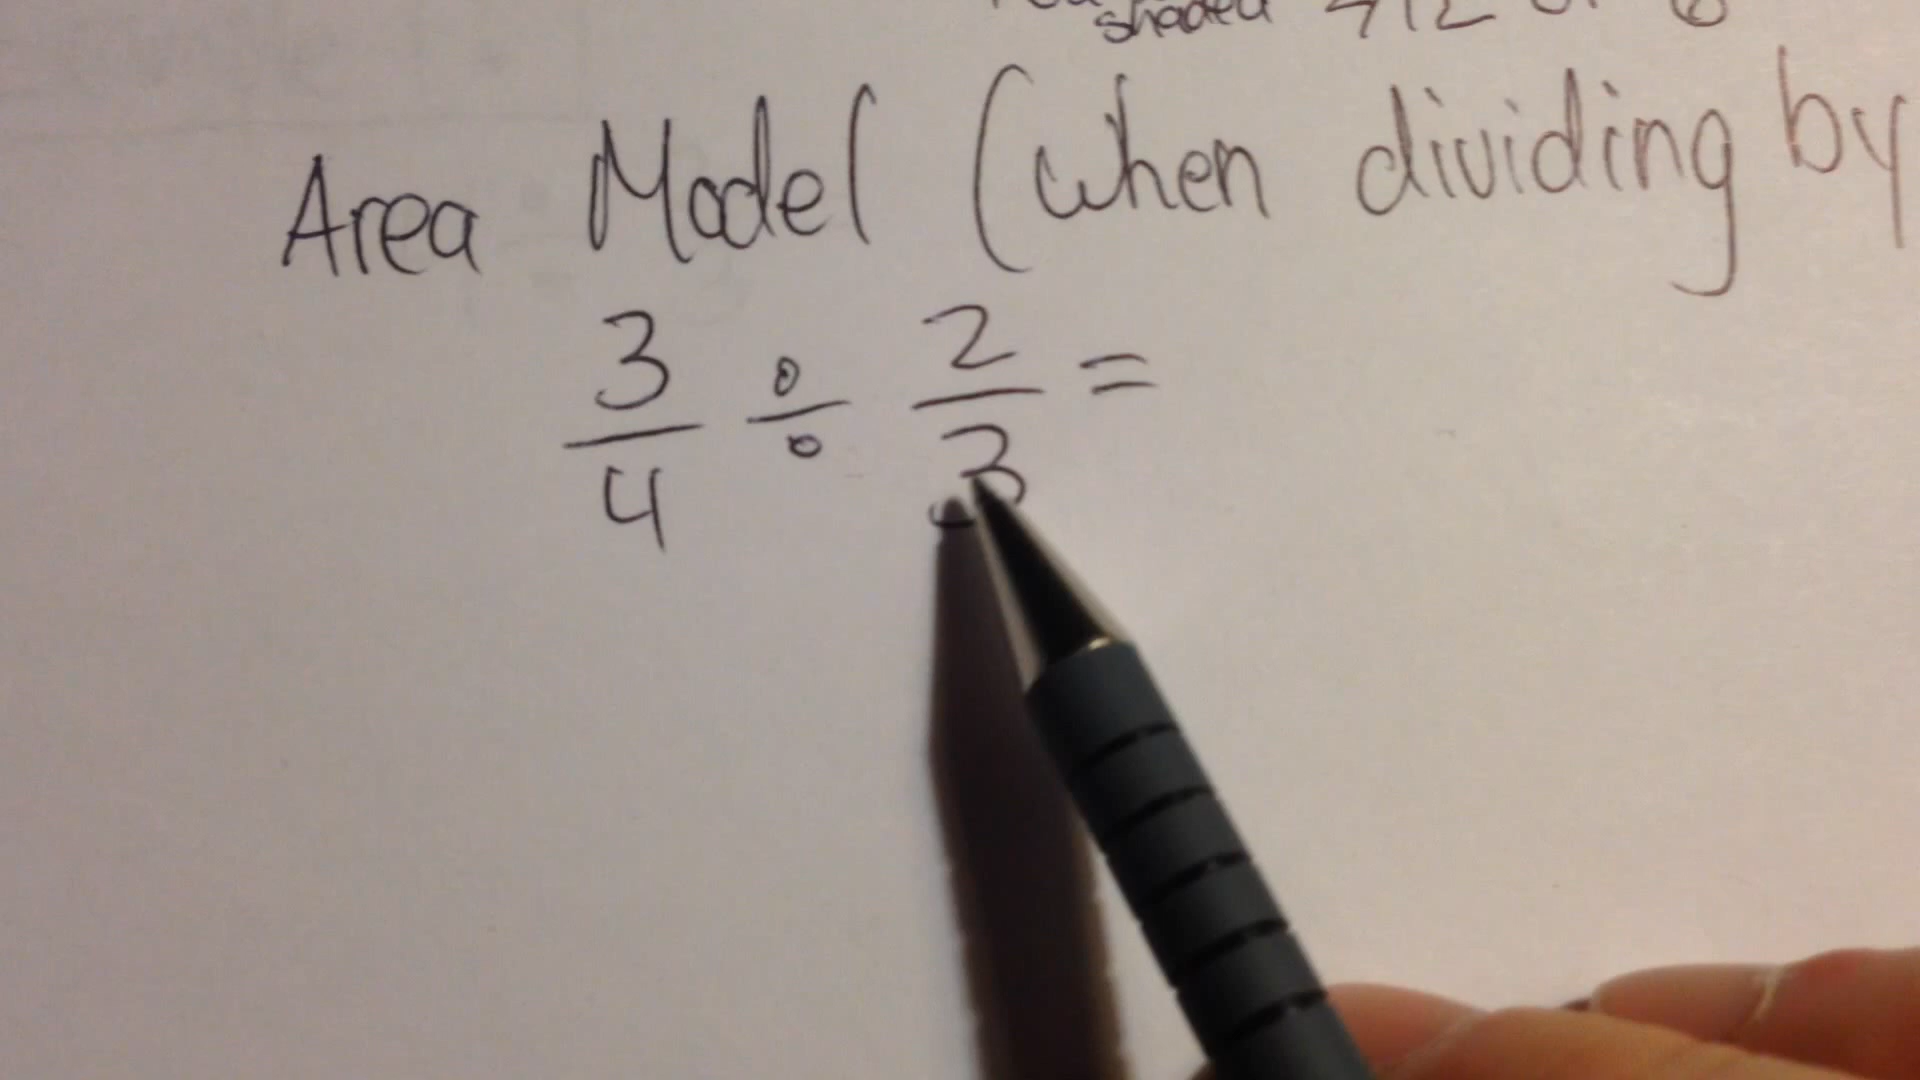 shaded
Area Model (when dividing by
3/4 ÷ 2/3 =